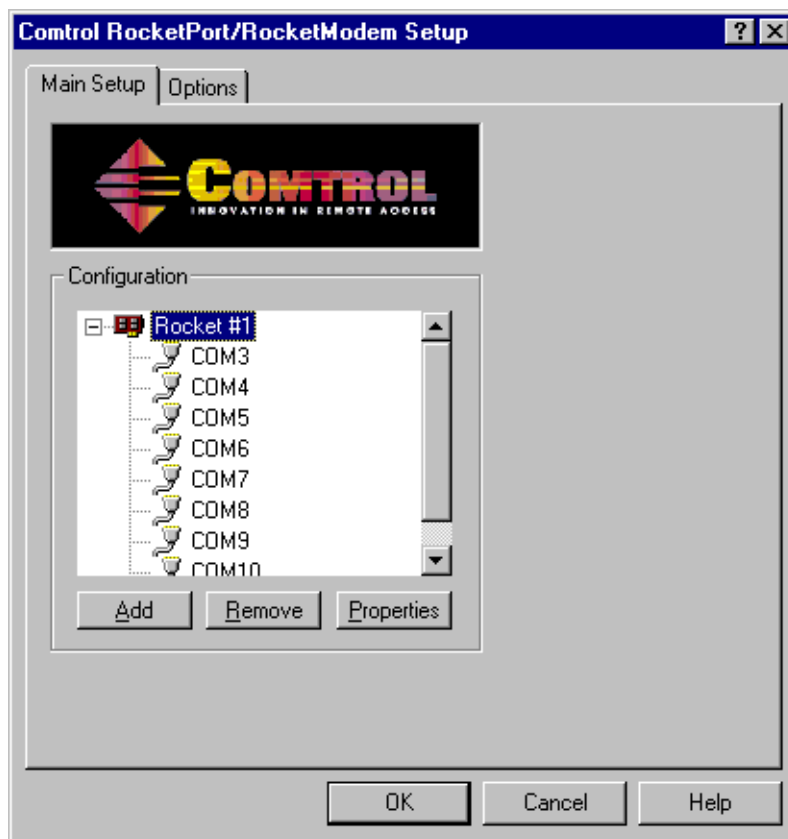 Comtrol RocketPort/RocketModem Setup
Main Setup
Options
COMTROL
INNOVATION IN REMOTE ACCESS
Configuration
Rocket #1
COM3
COM4
COM5
COM6
COM7
COM8
COM9
COM10
Add
Remove
Properties
OK
Cancel
Help